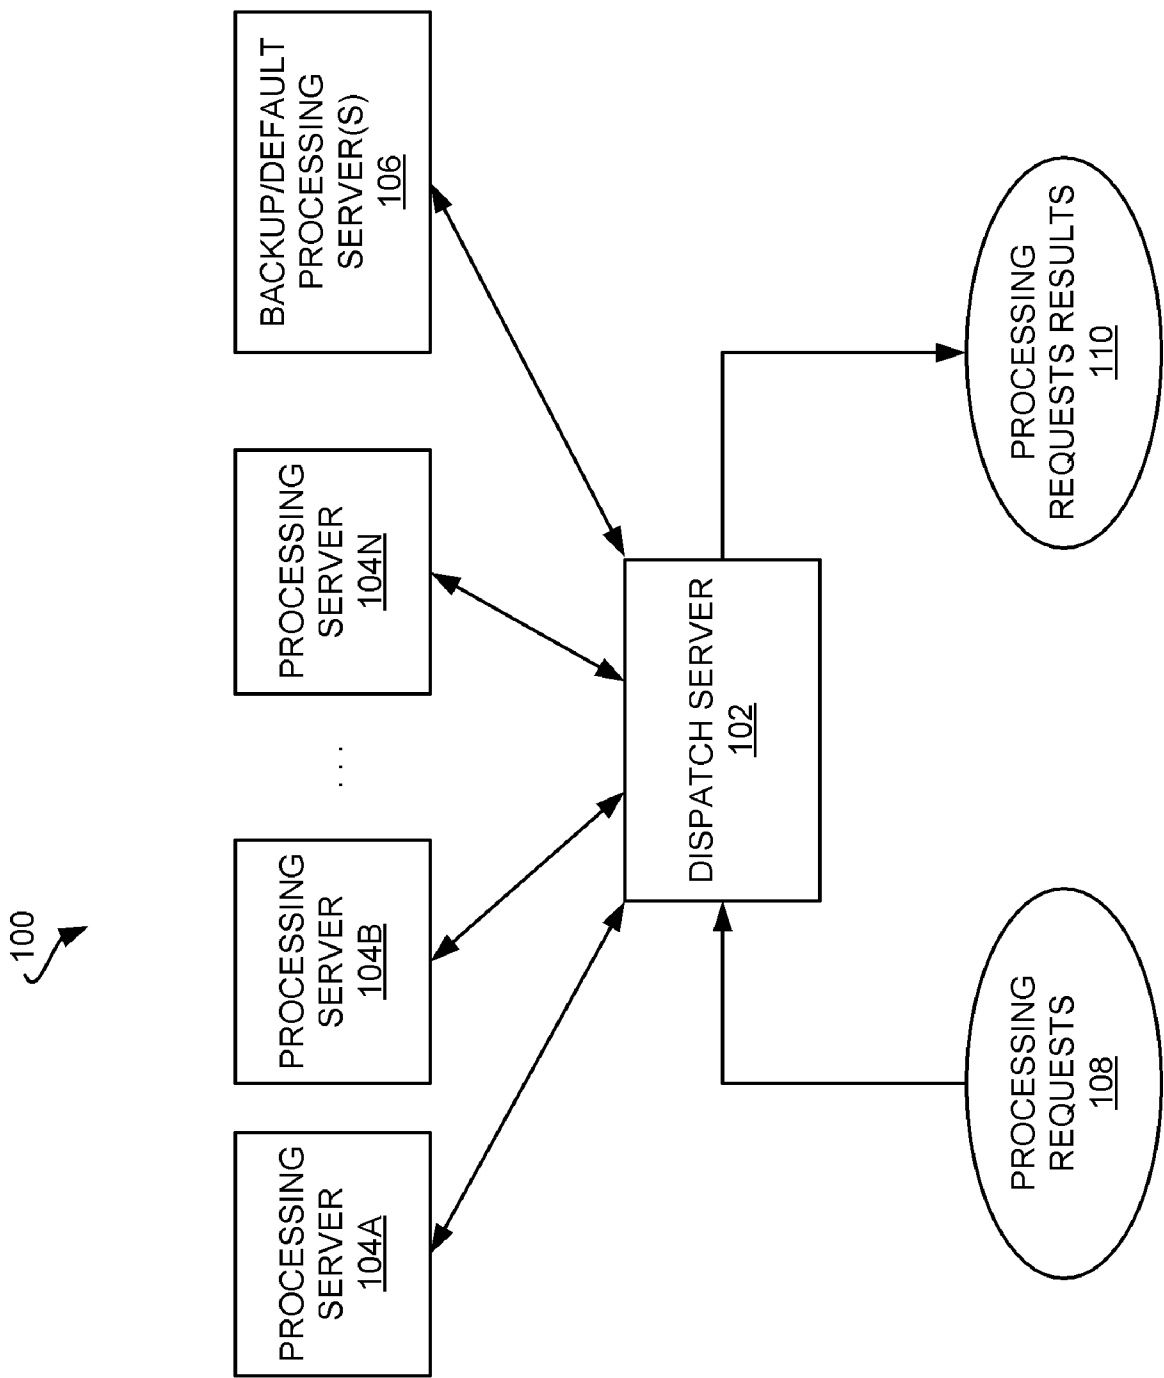 100
PROCESSING
SERVER
104A
PROCESSING
SERVER
104B
. . .
PROCESSING
SERVER
104N
BACKUP/DEFAULT
PROCESSING
SERVER(S)
106
DISPATCH SERVER
102
PROCESSING
REQUESTS
108
PROCESSING
REQUESTS RESULTS
110